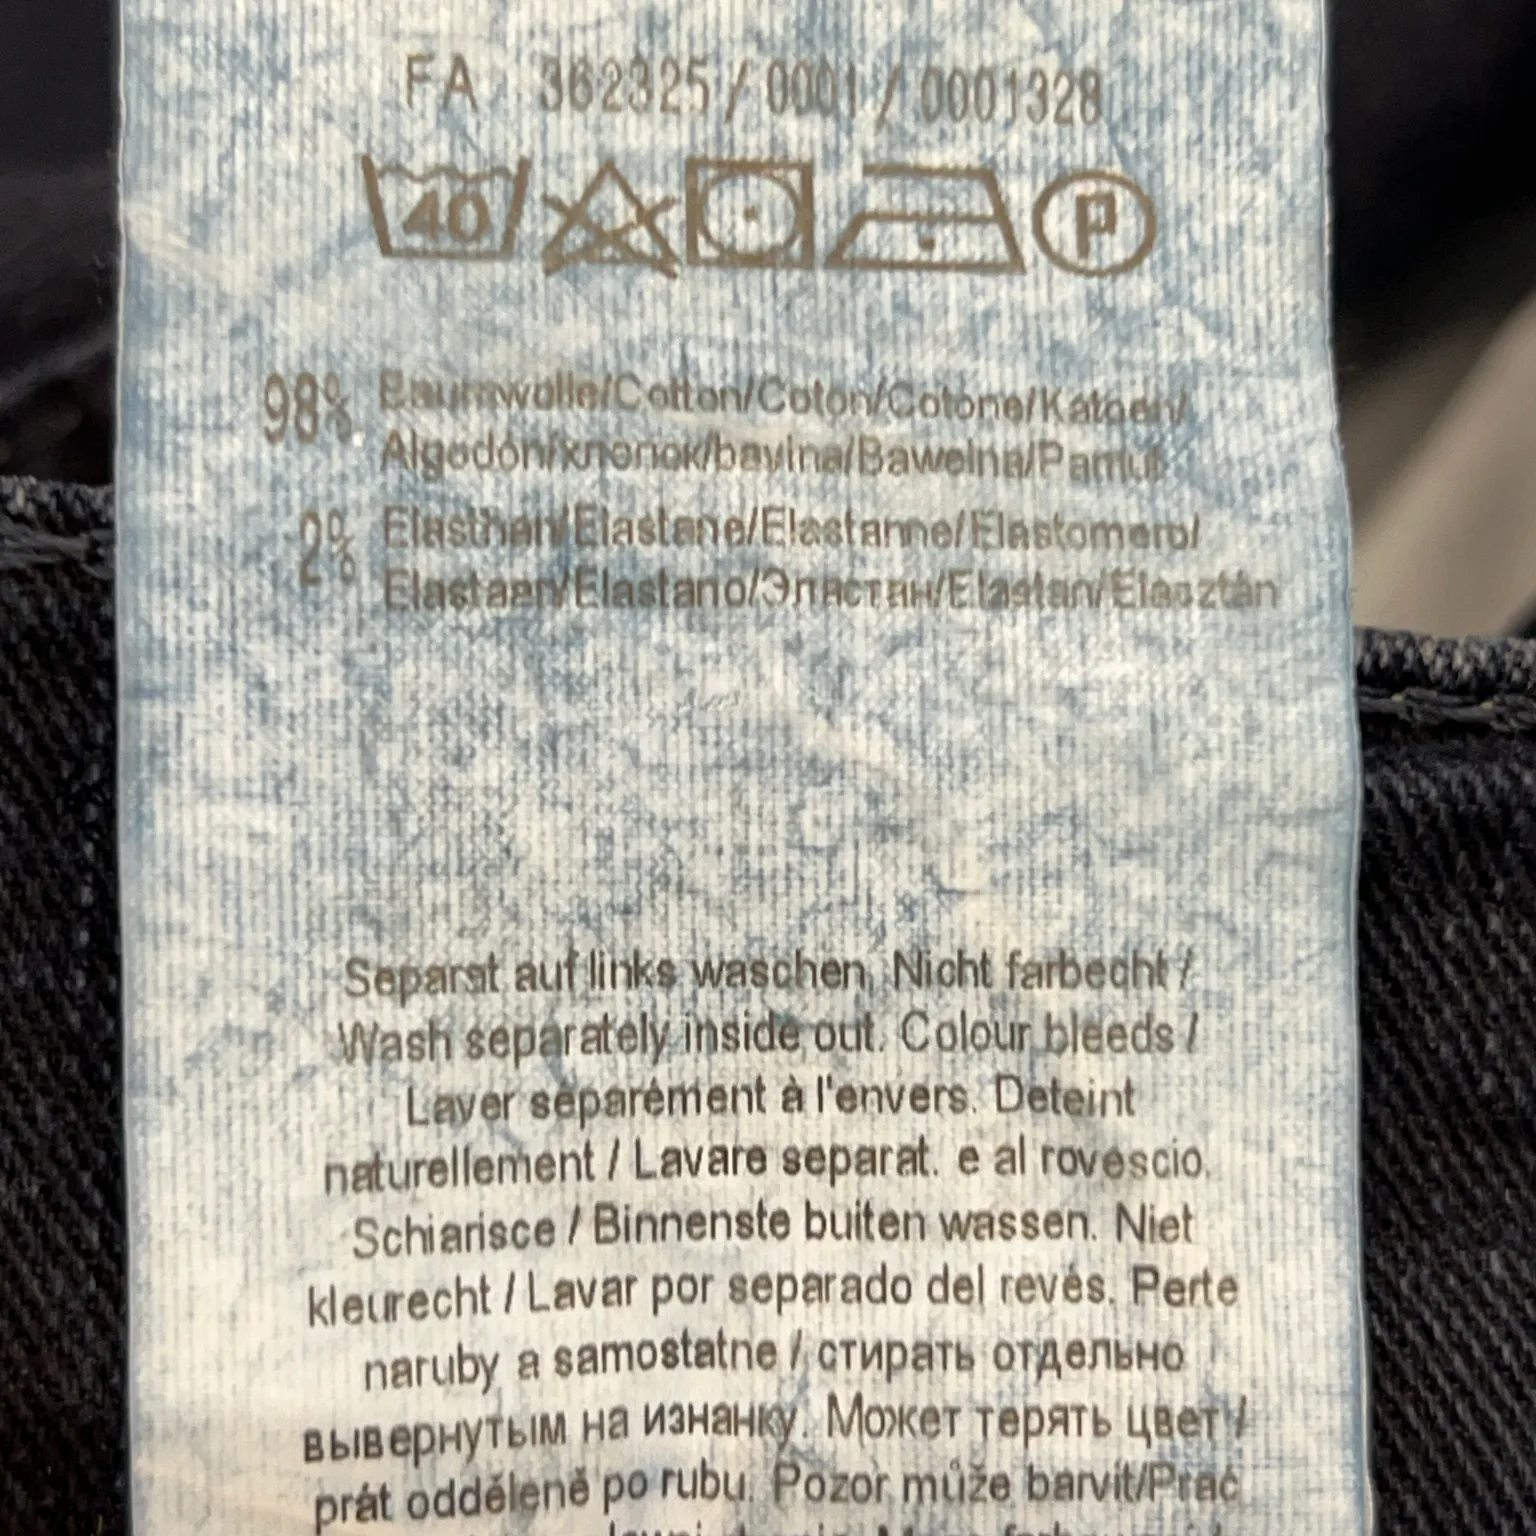 FA 362325 / 0001 / 0001328
40 P
98% Baumwolle/Cotton/Coton/Cotone/Katoen/
Algodón/хлопок/bavlna/Bawełna/Pamut
2% Elasthan/Elastane/Elastanne/Elastomero/
Elastaan/Elastano/Эластан/Elastan/Elasztán
Separat auf links waschen. Nicht farbecht /
Wash separately inside out. Colour bleeds /
Laver séparément à l'envers. Deteint
naturellement / Lavare separat. e al rovescio.
Schiarisce / Binnenste buiten wassen. Niet
kleurecht / Lavar por separado del revés. Perte
naruby a samostatne / стирать отдельно
вывернутым на изнанку. Может терять цвет /
prát odděleně po rubu. Pozor může barvit/Prać